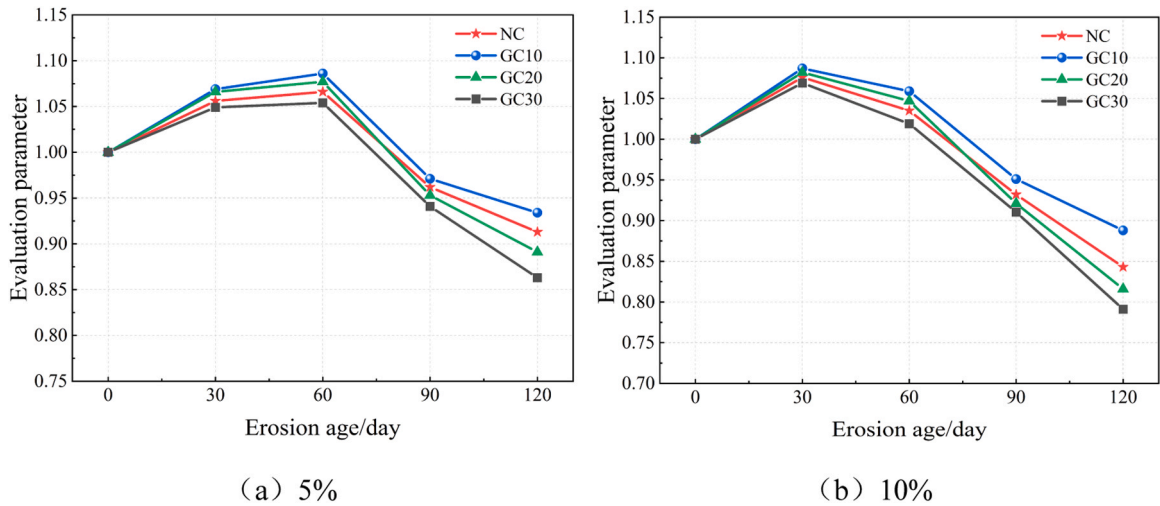 1.15
1.10
1.05
1.00
0.95
0.90
0.85
0.80
0.75
Evaluation parameter
NC
GC10
GC20
GC30
0 30 60 90 120
Erosion age/day
（a）5%
1.15
1.10
1.05
1.00
0.95
0.90
0.85
0.80
0.75
0.70
Evaluation parameter
NC
GC10
GC20
GC30
0 30 60 90 120
Erosion age/day
（b）10%